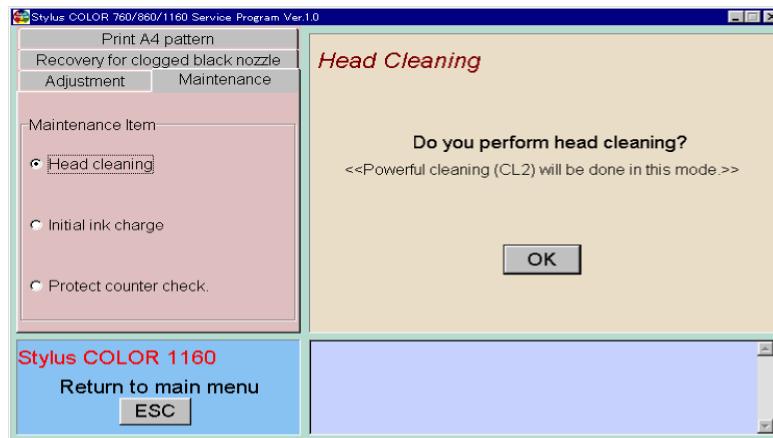 Stylus COLOR 760/860/1160 Service Program Ver.1.0
Print A4 pattern
Recovery for clogged black nozzle
Adjustment
Maintenance
Maintenance Item
Head cleaning
Initial ink charge
Protect counter check.
Head Cleaning
Do you perform head cleaning?
<<Powerful cleaning (CL2) will be done in this mode.>>
OK
Stylus COLOR 1160
Return to main menu
ESC